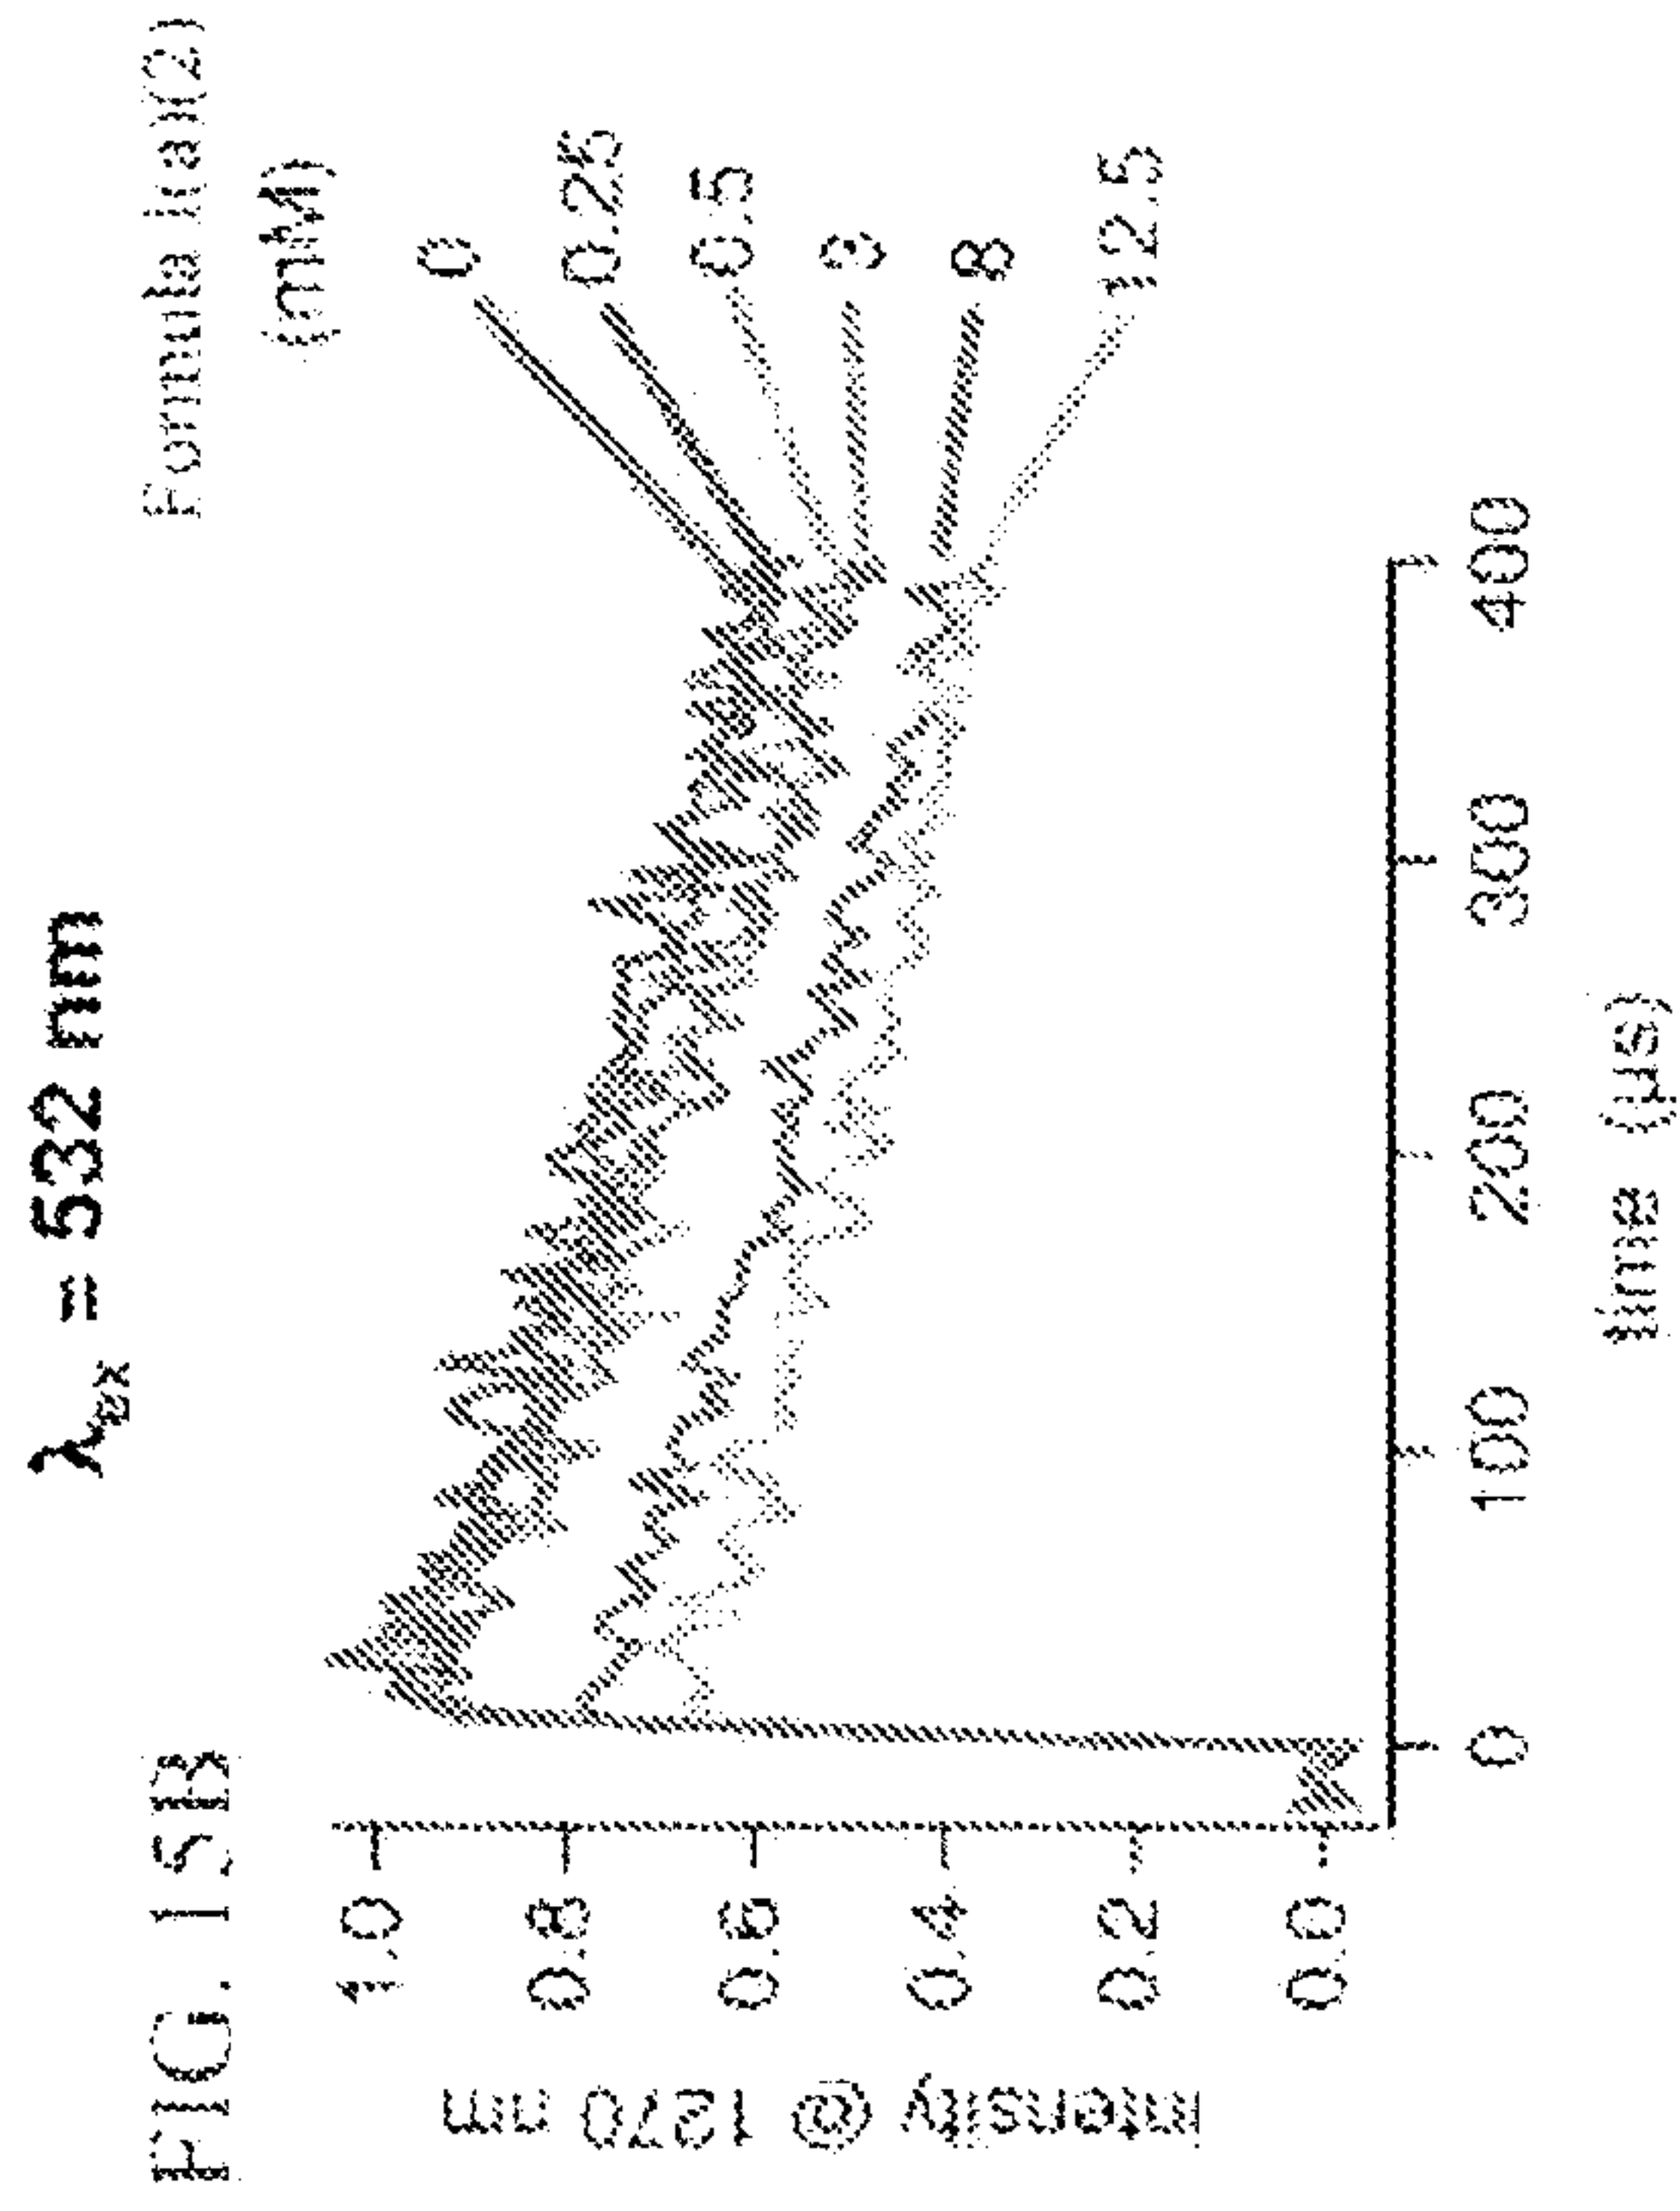 λex = 532 nm
FIG. 15B
Formula I(a)(2)
(mM)
0
0.25
0.5
3
8
12.5
Intensity @ 1270 nm
1.0
0.8
0.6
0.4
0.2
0.0
0
100
200
300
400
time (μs)